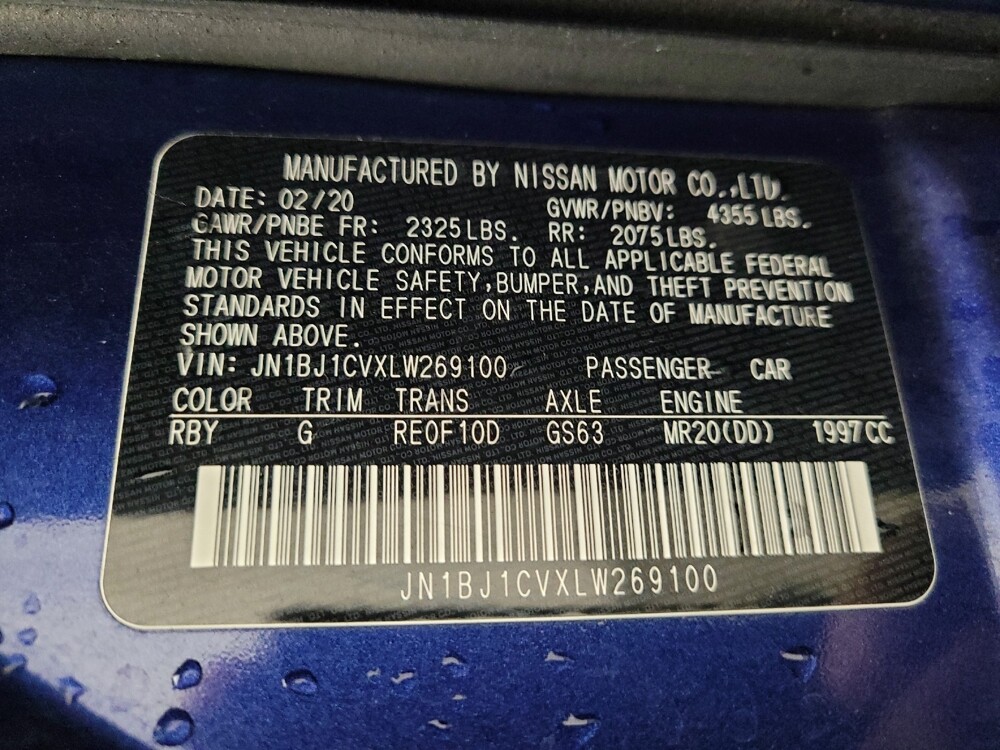 MANUFACTURED BY NISSAN MOTOR CO.,LTD.
DATE: 02/20 GVWR/PNBV: 4355 LBS.
GAWR/PNBE FR: 2325 LBS. RR: 2075 LBS.
THIS VEHICLE CONFORMS TO ALL APPLICABLE FEDERAL
MOTOR VEHICLE SAFETY,BUMPER,AND THEFT PREVENTION
STANDARDS IN EFFECT ON THE DATE OF MANUFACTURE
SHOWN ABOVE.
VIN: JN1BJ1CVXLW269100 PASSENGER CAR
COLOR TRIM TRANS AXLE ENGINE
RBY G RE0F10D GS63 MR20(DD) 1997CC
JN1BJ1CVXLW269100